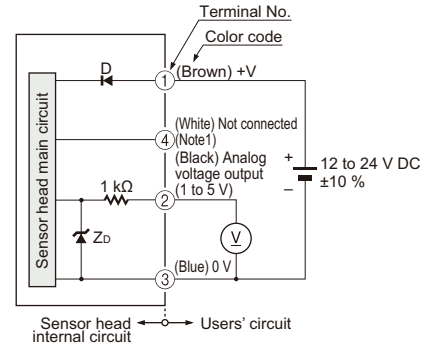 Terminal No.
Color code
D
1
(Brown) +V
Sensor head main circuit
4
(White) Not connected
(Note1)
(Black) Analog
voltage output
(1 to 5 V)
1 kΩ
2
+
12 to 24 V DC
±10 %
–
ZD
V
3
(Blue) 0 V
Sensor head
internal circuit
Users' circuit